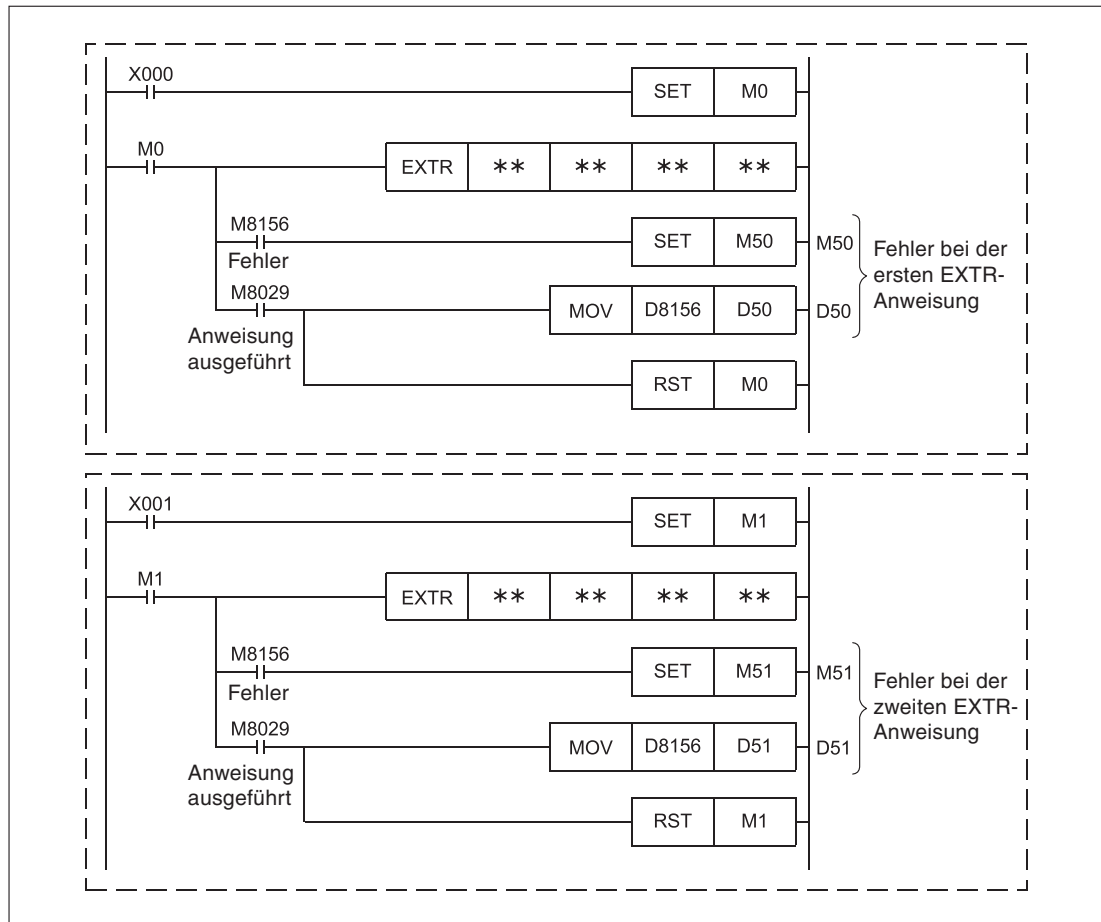 X000
SET M0
M0
EXTR ** ** ** **
M8156
SET M50 M50
Fehler
M8029
MOV D8156 D50 D50
Anweisung
ausgeführt
RST M0
Fehler bei der
ersten EXTR-
Anweisung
X001
SET M1
M1
EXTR ** ** ** **
M8156
SET M51 M51
Fehler
M8029
MOV D8156 D51 D51
Anweisung
ausgeführt
RST M1
Fehler bei der
zweiten EXTR-
Anweisung